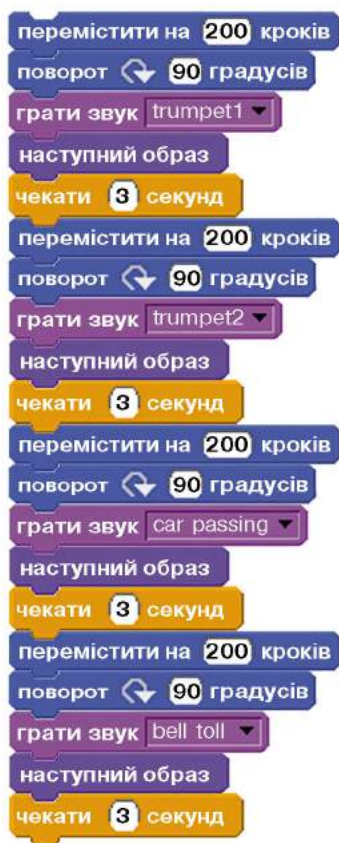 перемістити на 200 кроків
поворот 90 градусів
грати звук trumpet1
наступний образ
чекати 3 секунд
перемістити на 200 кроків
поворот 90 градусів
грати звук trumpet2
наступний образ
чекати 3 секунд
перемістити на 200 кроків
поворот 90 градусів
грати звук car passing
наступний образ
чекати 3 секунд
перемістити на 200 кроків
поворот 90 градусів
грати звук bell toll
наступний образ
чекати 3 секунд